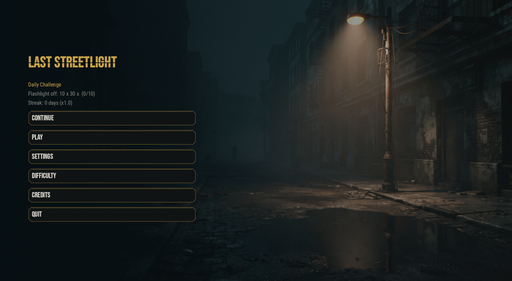 LAST STREETLIGHT
Daily Challenge
Flashlight off: 10 x 30 s (0/10)
Streak: 0 days (x1.0)
CONTINUE
PLAY
SETTINGS
DIFFICULTY
CREDITS
QUIT